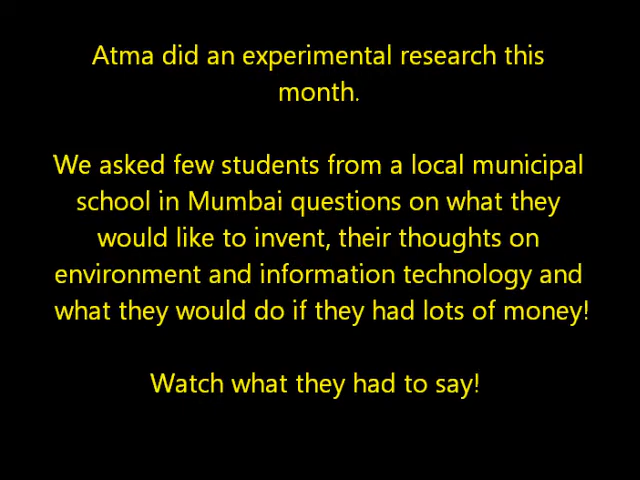 Atma did an experimental research this
month.
We asked few students from a local municipal
school in Mumbai questions on what they
would like to invent, their thoughts on
environment and information technology and
what they would do if they had lots of money!
Watch what they had to say!